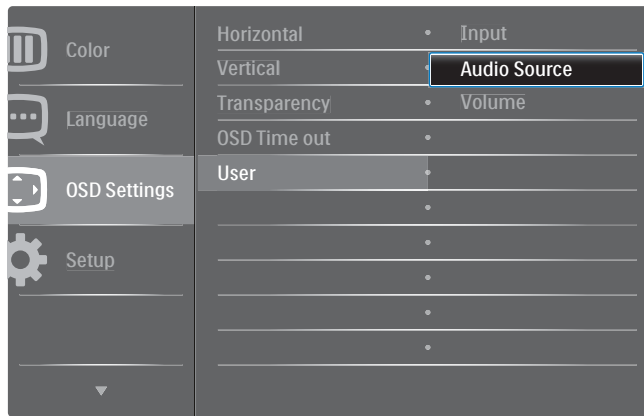 Color
Language
OSD Settings
Setup
Horizontal
Vertical
Transparency
OSD Time out
User
Input
Audio Source
Volume